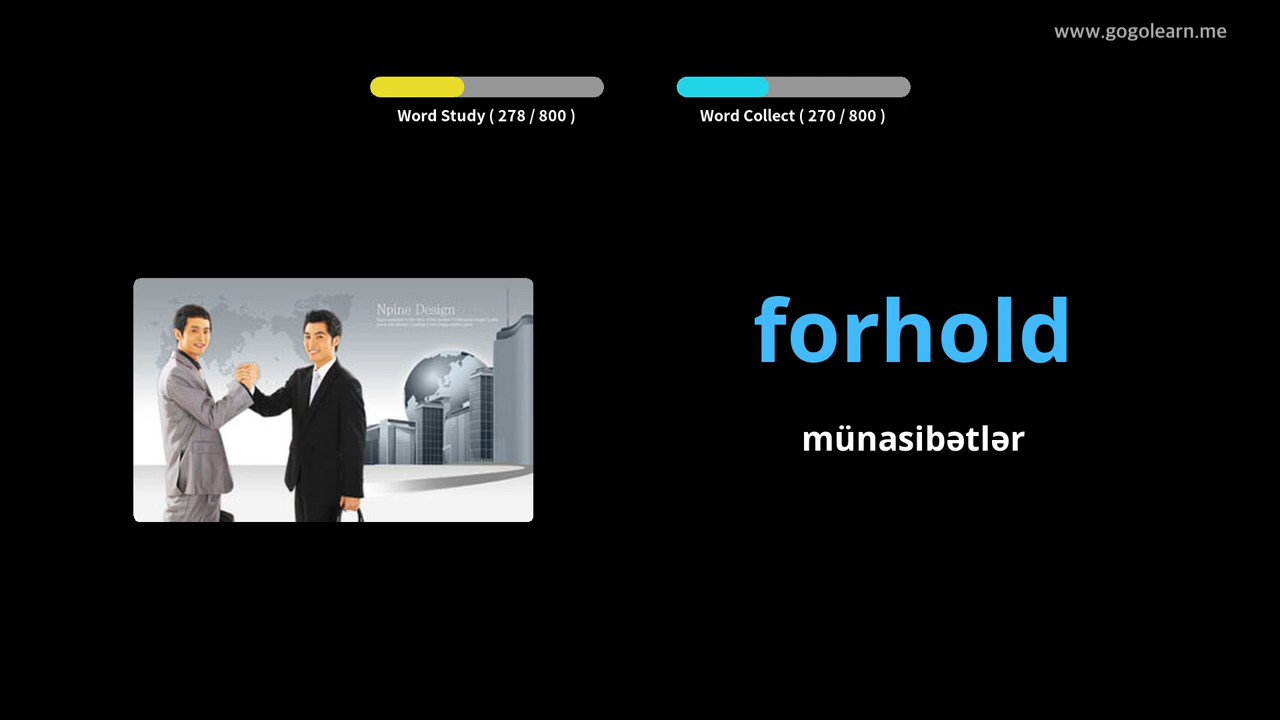 www.gogolearn.me
Word Study ( 278 / 800 )
Word Collect ( 270 / 800 )
Npine Design
forhold
münasibətlər